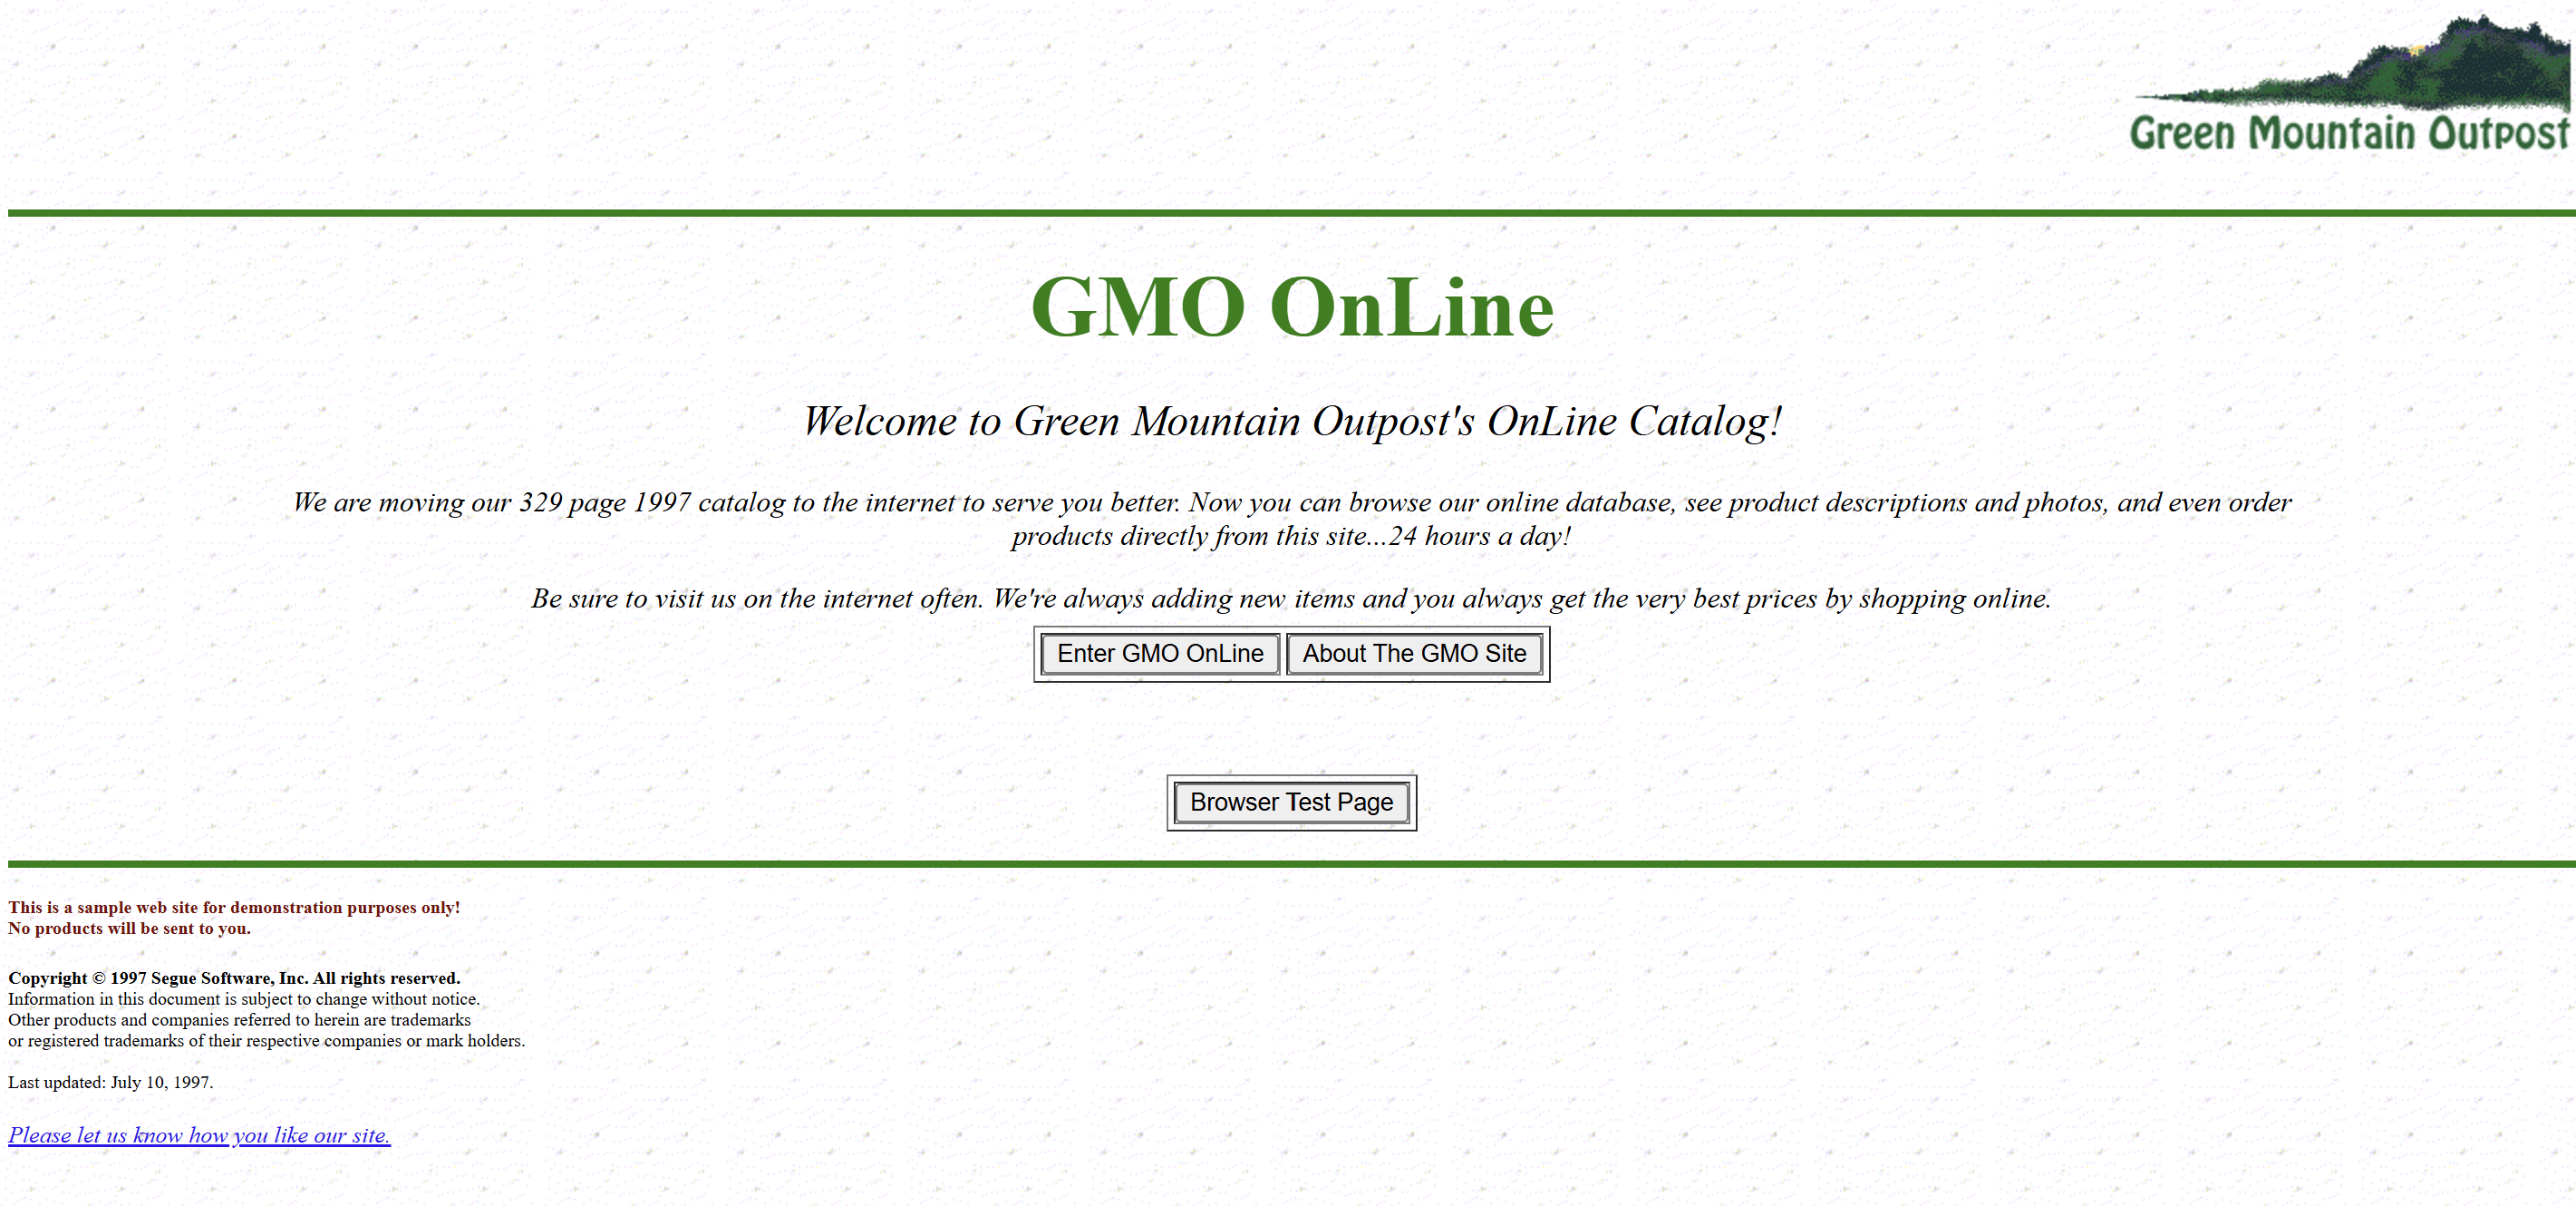 Green Mountain Outpost
GMO OnLine
Welcome to Green Mountain Outpost's OnLine Catalog!
We are moving our 329 page 1997 catalog to the internet to serve you better. Now you can browse our online database, see product descriptions and photos, and even order
products directly from this site...24 hours a day!
Be sure to visit us on the internet often. We're always adding new items and you always get the very best prices by shopping online.
Enter GMO OnLine About The GMO Site
Browser Test Page
This is a sample web site for demonstration purposes only!
No products will be sent to you.
Copyright © 1997 Segue Software, Inc. All rights reserved.
Information in this document is subject to change without notice.
Other products and companies referred to herein are trademarks
or registered trademarks of their respective companies or mark holders.
Last updated: July 10, 1997.
Please let us know how you like our site.